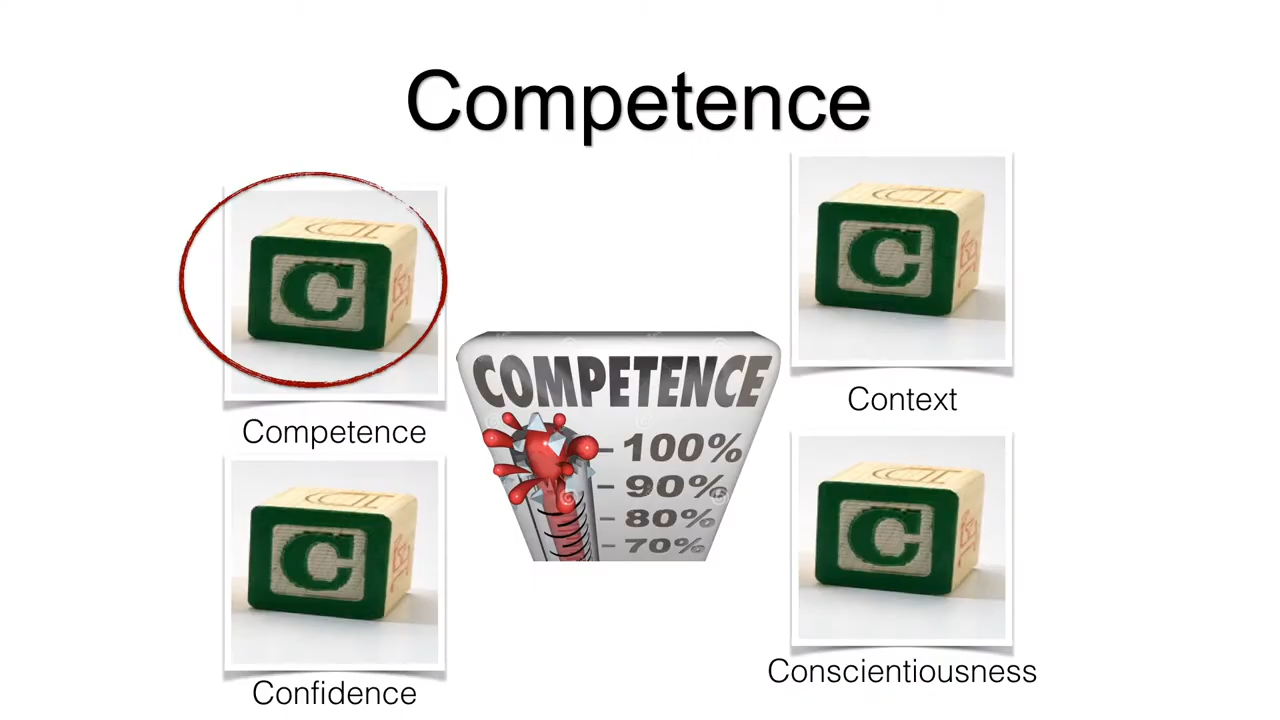 Competence
C
C
Competence
Context
COMPETENCE
100%
90%
80%
70%
C
C
Confidence
Conscientiousness